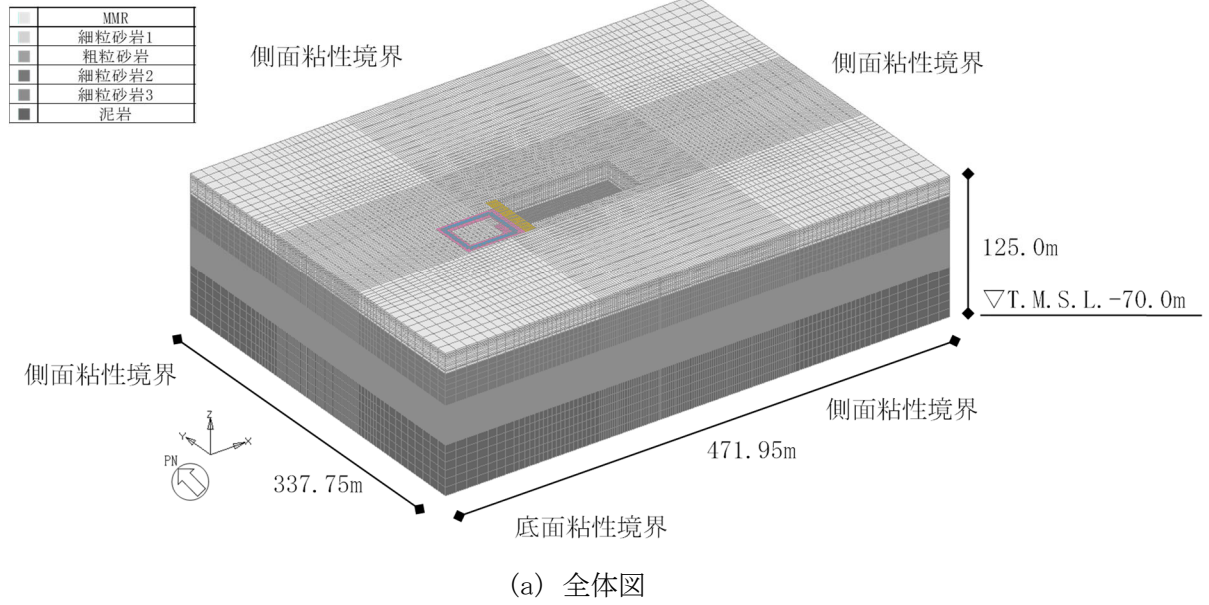 MMR
細粒砂岩1
粗粒砂岩
細粒砂岩2
細粒砂岩3
泥岩
側面粘性境界
側面粘性境界
125.0m
▽T.M.S.L.-70.0m
側面粘性境界
側面粘性境界
471.95m
337.75m
Z
Y
X
PN
底面粘性境界
(a) 全体図